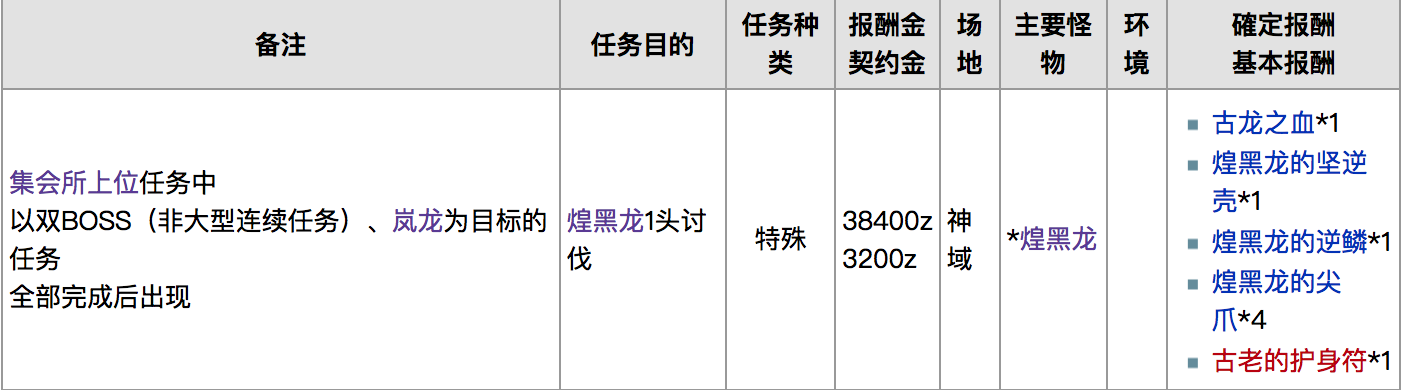 备注
任务目的
任务种
类
报酬金
契约金
场
地
主要怪
物
环
境
確定报酬
基本报酬
集会所上位任务中
以双BOSS（非大型连续任务）、岚龙为目标的
任务
全部完成后出现
煌黑龙1头讨
伐
特殊
38400z
3200z
神
域
*煌黑龙
古龙之血*1
煌黑龙的坚逆
壳*1
煌黑龙的逆鳞*1
煌黑龙的尖
爪*4
古老的护身符*1